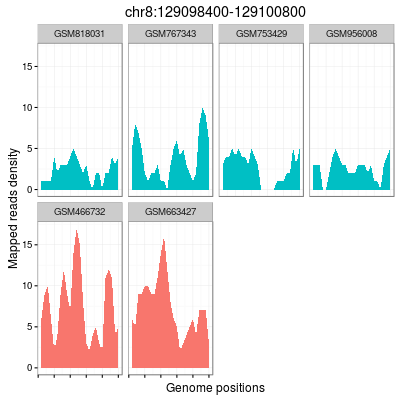 chr8:129098400-129100800
GSM818031 GSM767343 GSM753429 GSM956008
15
10
5
0
GSM466732 GSM663427
15
10
5
0
Mapped reads density
Genome positions